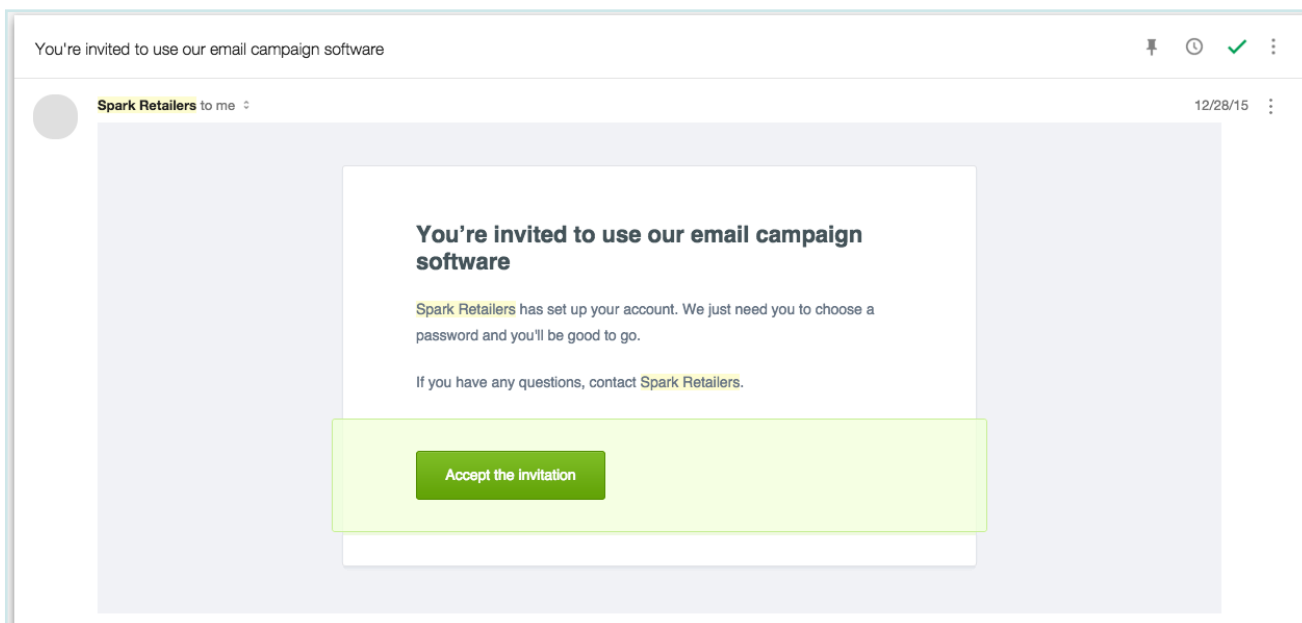 You're invited to use our email campaign software
Spark Retailers to me
12/28/15
You're invited to use our email campaign
software
Spark Retailers has set up your account. We just need you to choose a
password and you'll be good to go.
If you have any questions, contact Spark Retailers.
Accept the invitation